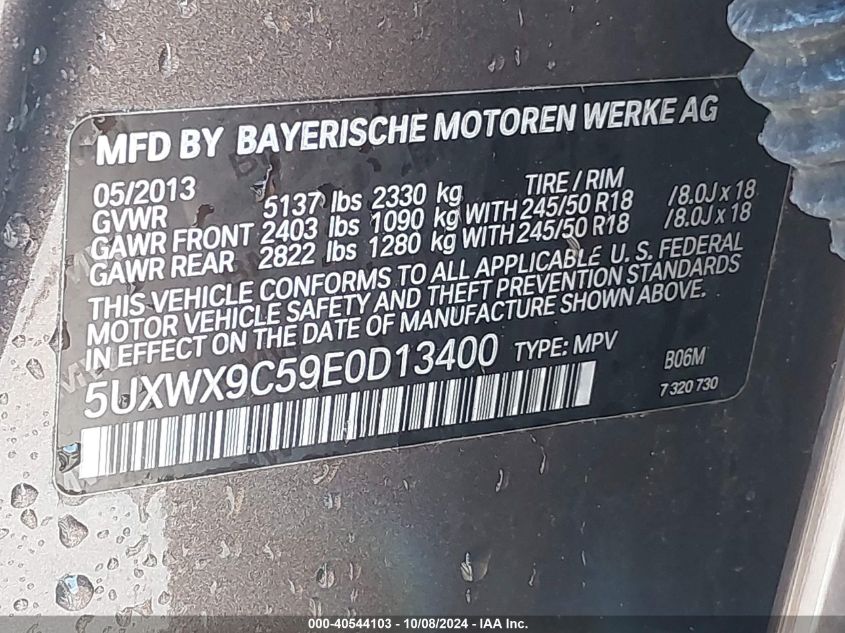 MFD BY BAYERISCHE MOTOREN WERKE AG
05/2013 TIRE / RIM
GVWR 5137 lbs 2330 kg
GAWR FRONT 2403 lbs 1090 kg WITH 245/50 R18 /8.0J x 18
GAWR REAR 2822 lbs 1280 kg WITH 245/50 R18 /8.0J x 18
THIS VEHICLE CONFORMS TO ALL APPLICABLE U. S. FEDERAL
MOTOR VEHICLE SAFETY AND THEFT PREVENTION STANDARDS
IN EFFECT ON THE DATE OF MANUFACTURE SHOWN ABOVE.
5UXWX9C59E0D13400 TYPE: MPV B06M
7 320 730
000-40544103 - 10/08/2024 - IAA Inc.